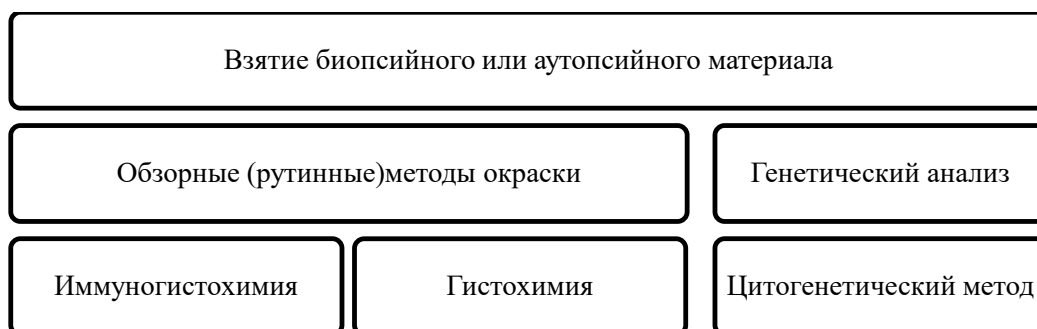 Взятие биопсийного или аутопсийного материала
Обзорные (рутинные)методы окраски
Генетический анализ
Иммуногистохимия
Гистохимия
Цитогенетический метод